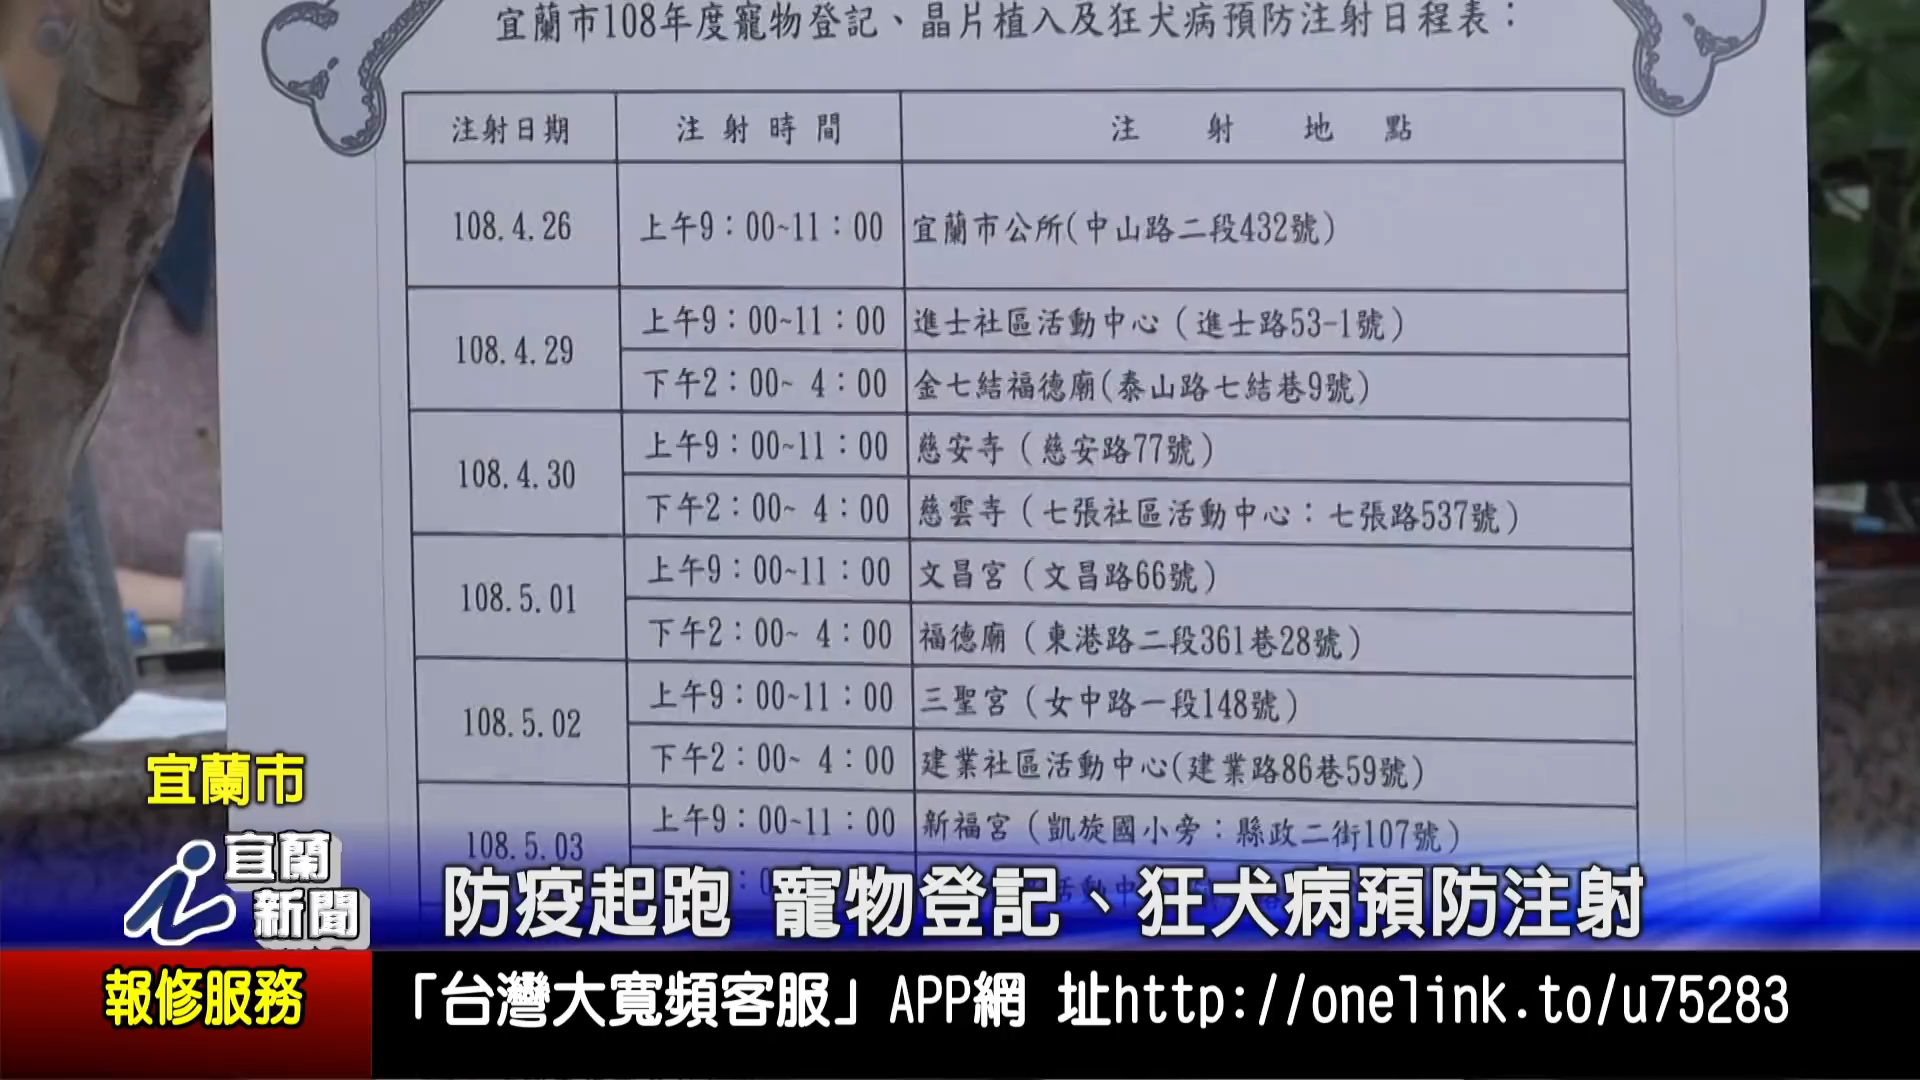 宜蘭市108年度寵物登記、晶片植入及狂犬病預防注射日程表：
注射日期 注射時間 注射地點
108.4.26 上午9：00~11：00 宜蘭市公所(中山路二段432號)
108.4.29 上午9：00~11：00 進士社區活動中心（進士路53-1號）
下午2：00~ 4：00 金七結福德廟(泰山路七結巷9號)
108.4.30 上午9：00~11：00 慈安寺（慈安路77號）
下午2：00~ 4：00 慈雲寺（七張社區活動中心：七張路537號）
108.5.01 上午9：00~11：00 文昌宮（文昌路66號）
下午2：00~ 4：00 福德廟（東港路二段361巷28號）
108.5.02 上午9：00~11：00 三聖宮（女中路一段148號）
下午2：00~ 4：00 建業社區活動中心(建業路86巷59號)
108.5.03 上午9：00~11：00 新福宮（凱旋國小旁：縣政二街107號）
宜蘭市
宜蘭
新聞
防疫起跑 寵物登記、狂犬病預防注射
報修服務 「台灣大寬頻客服」APP網 址http://onelink.to/u75283